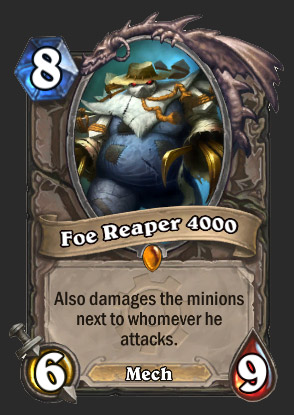 8
Foe Reaper 4000
Also damages the minions
next to whomever he
attacks.
6
Mech
9